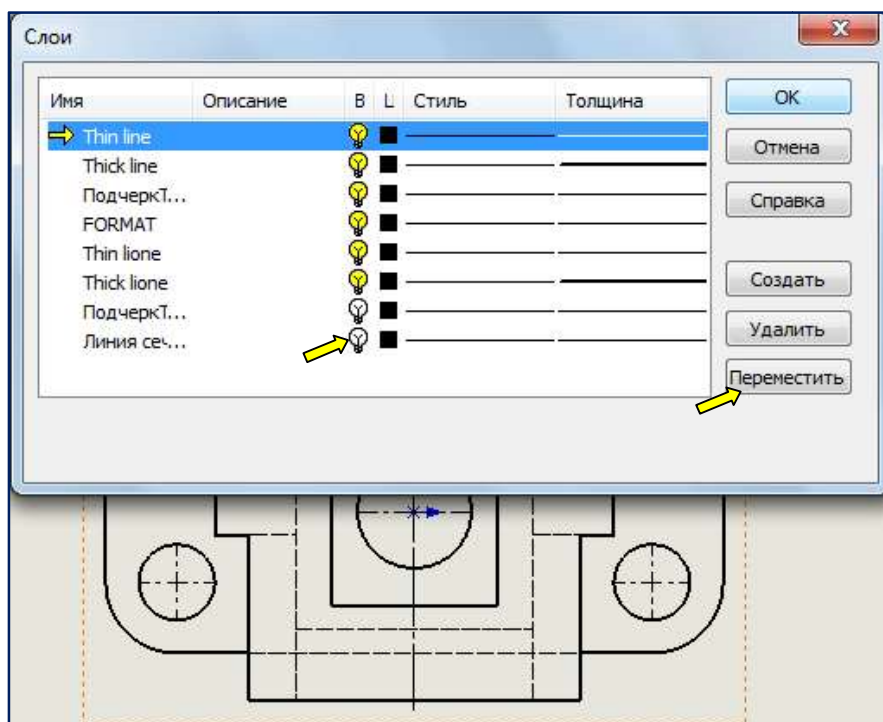 Слои
Имя Описание В L Стиль Толщина
Thin line
Thick line
ПодчеркТ...
FORMAT
Thin lione
Thick lione
ПодчеркТ...
Линия сеч...
OK
Отмена
Справка
Создать
Удалить
Переместить